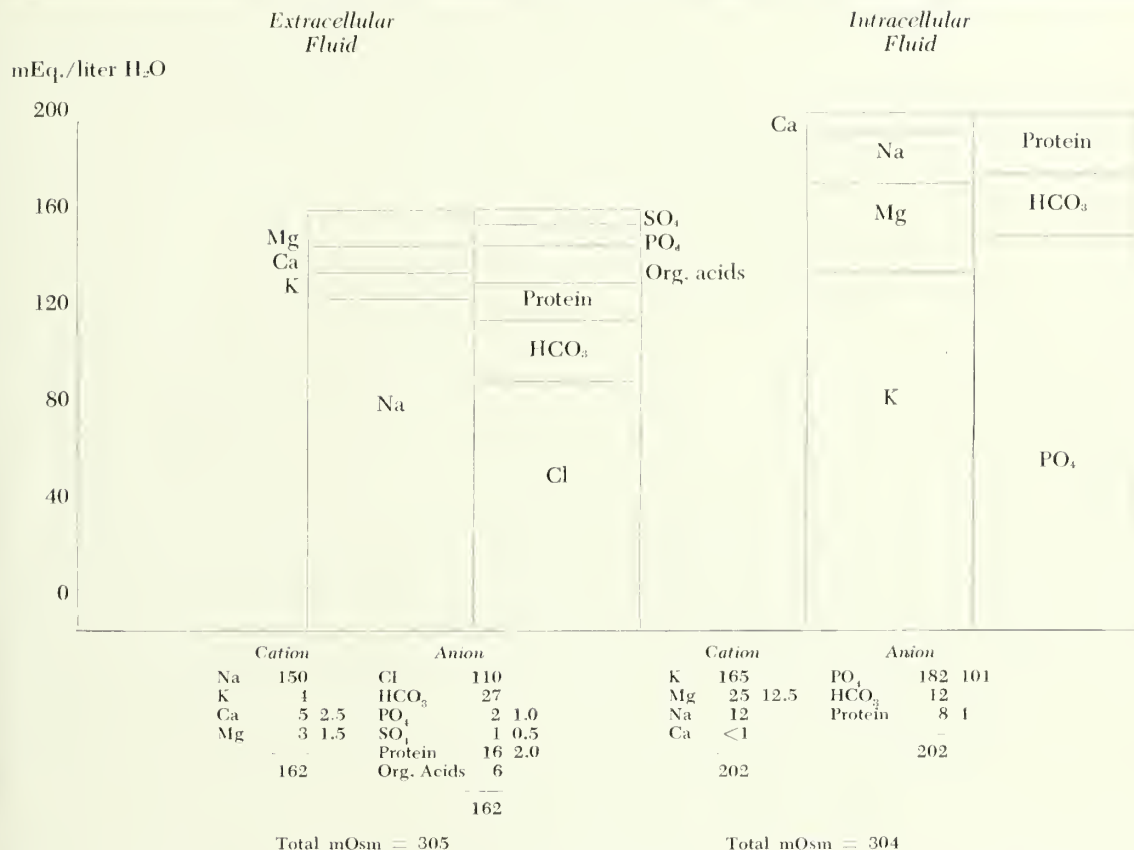 Extracellular
Fluid
Intracellular
Fluid
mEq./liter H₂O
200
160
120
80
40
0
Mg
Ca
K
Na
SO₄
PO₄
Org. acids
Protein
HCO₃
Cl
Ca
Na
Mg
K
Protein
HCO₃
PO₄
Cation Anion
Na 150 Cl 110
K 4 HCO₃ 27
Ca 5 2.5 PO₄ 2 1.0
Mg 3 1.5 SO₄ 1 0.5
Protein 16 2.0
162 Org. Acids 6
162
Total mOsm = 305
Cation Anion
K 165 PO₄ 182 101
Mg 25 12.5 HCO₃ 12
Na 12 Protein 8 1
Ca <1
202
202
Total mOsm = 304